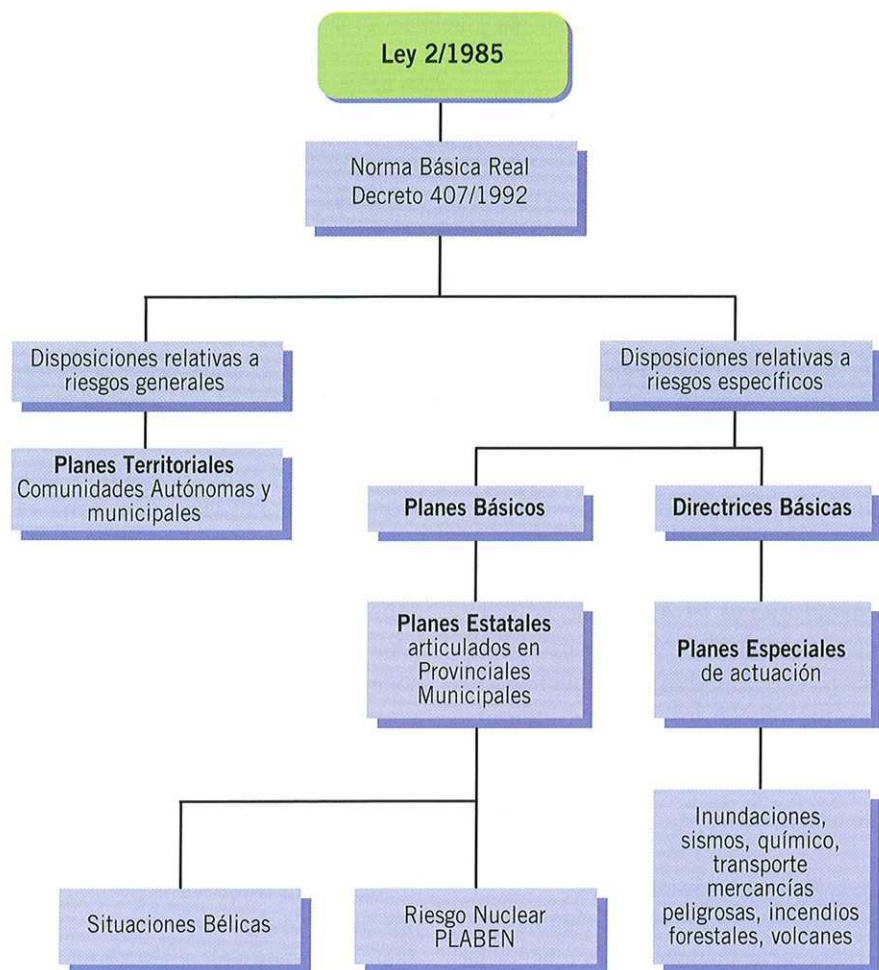 Ley 2/1985
Norma Básica Real
Decreto 407/1992
Disposiciones relativas a
riesgos generales
Disposiciones relativas a
riesgos específicos
Planes Territoriales
Comunidades Autónomas y
municipales
Planes Básicos
Directrices Básicas
Planes Estatales
articulados en
Provinciales
Municipales
Planes Especiales
de actuación
Situaciones Bélicas
Riesgo Nuclear
PLABEN
Inundaciones,
sismos, químico,
transporte
mercancías
peligrosas, incendios
forestales, volcanes